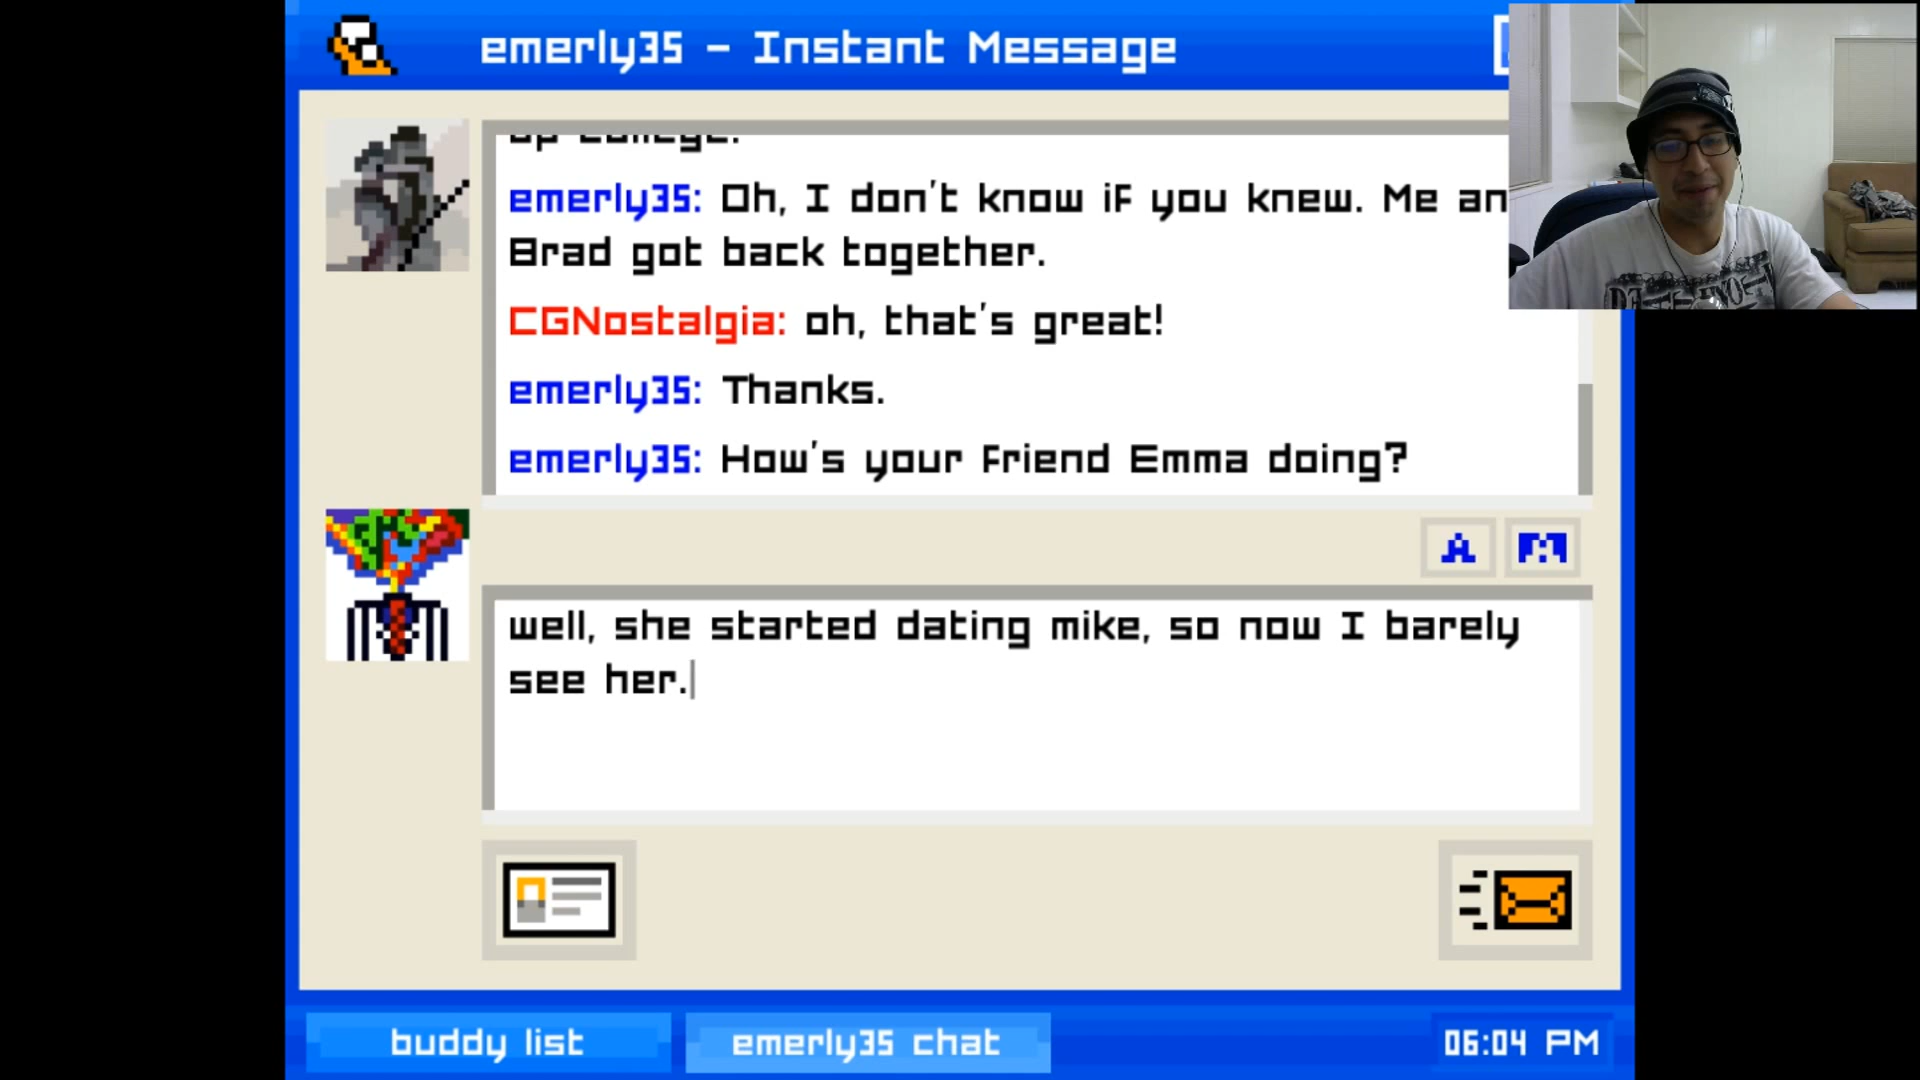 emerly35 - Instant Message
up college.
emerly35: Oh, I don't know if you knew. Me an
Brad got back together.
CGNostalgia: oh, that's great!
emerly35: Thanks.
emerly35: How's your friend Emma doing?
A M
well, she started dating mike, so now I barely
see her.
buddy list
emerly35 chat
06:04 PM